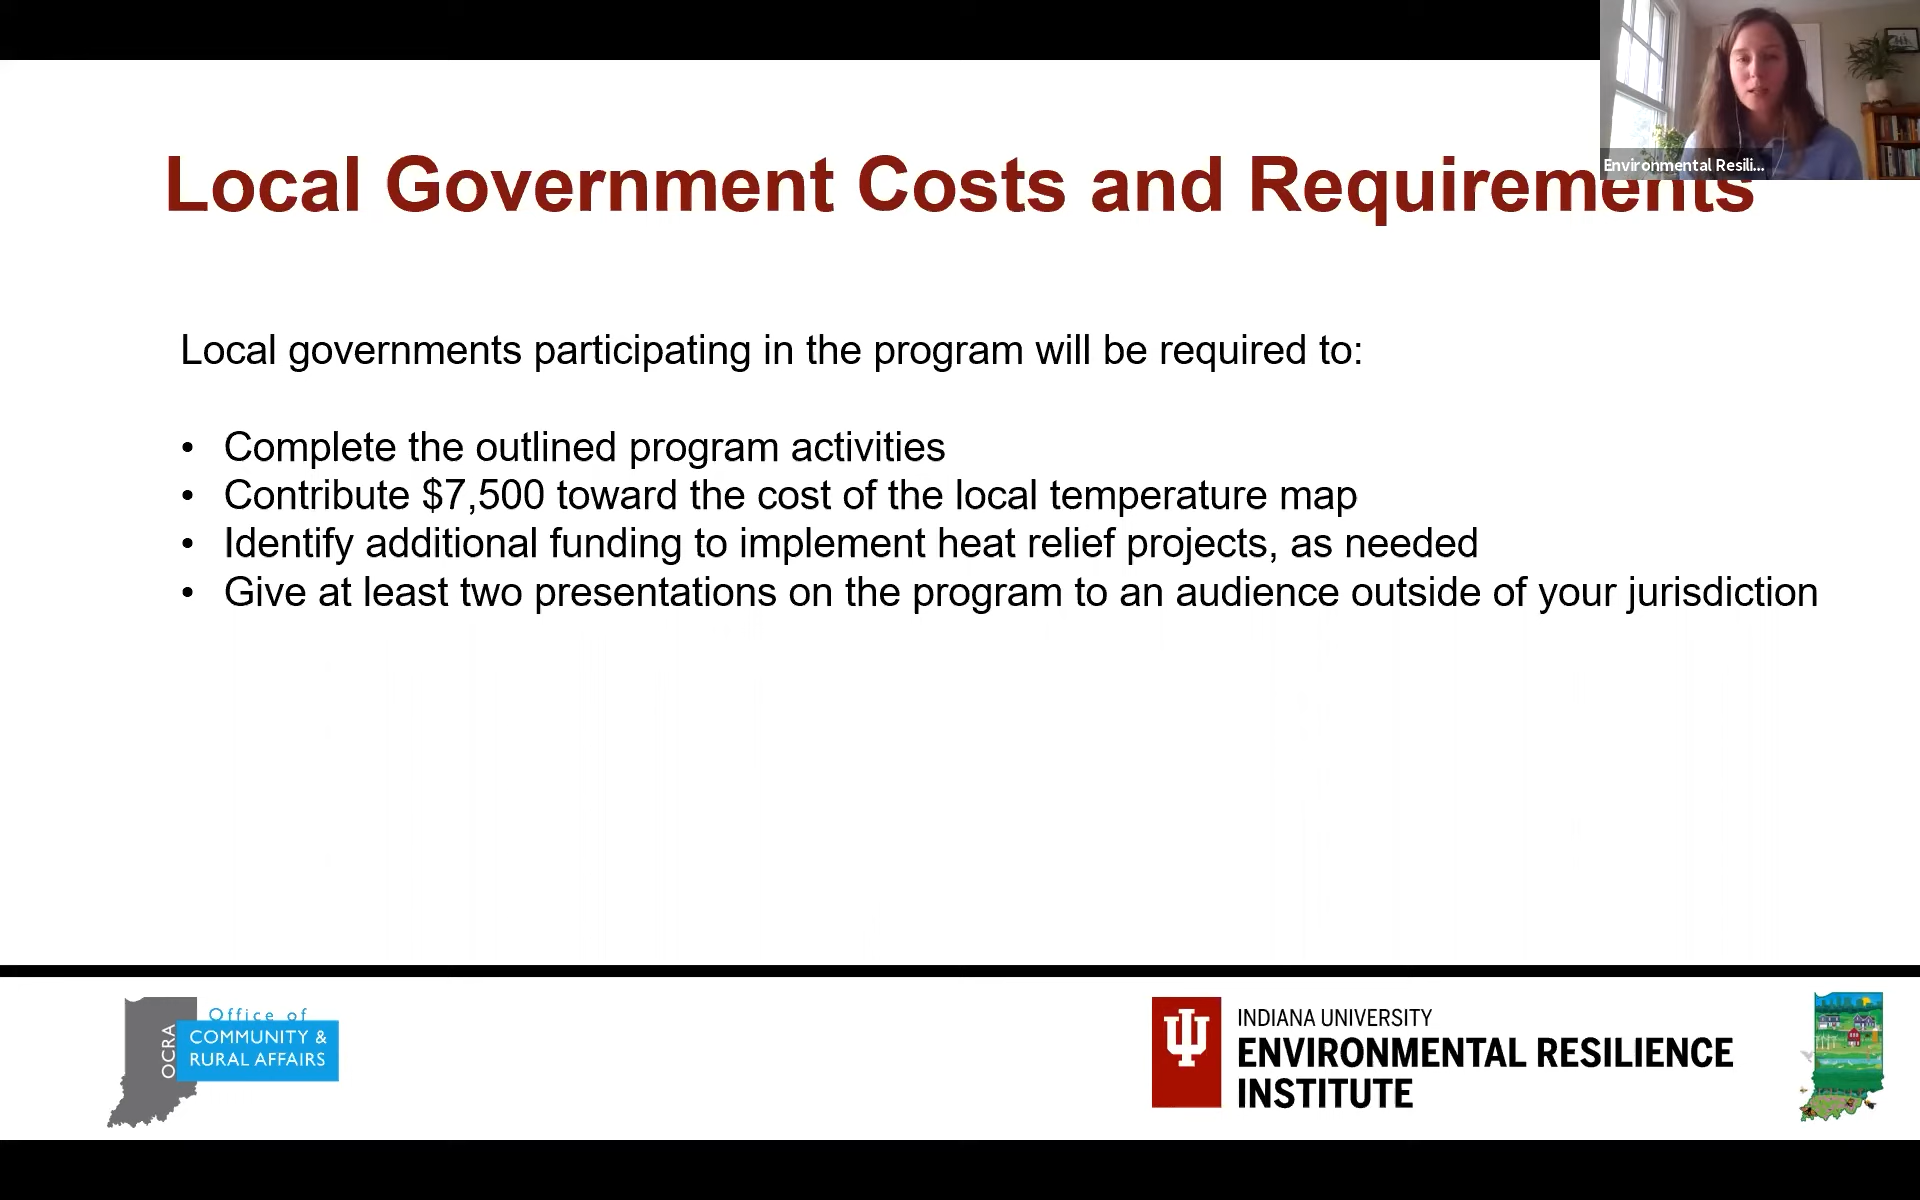 Environmental Resili...
Local Government Costs and Requirements
Local governments participating in the program will be required to:
• Complete the outlined program activities
• Contribute $7,500 toward the cost of the local temperature map
• Identify additional funding to implement heat relief projects, as needed
• Give at least two presentations on the program to an audience outside of your jurisdiction
OCRA
Office of
COMMUNITY &
RURAL AFFAIRS
INDIANA UNIVERSITY
ENVIRONMENTAL RESILIENCE
INSTITUTE